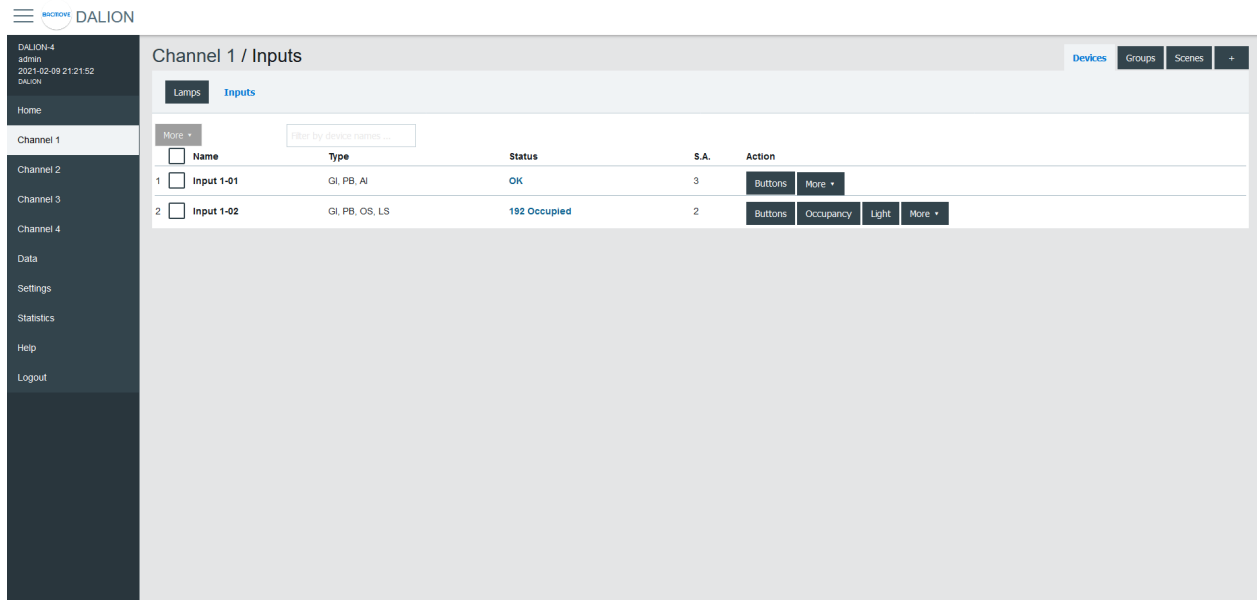 BACMOVE DALION
DALION-4
admin
2021-02-09 21:21:52
DALION
Home
Channel 1
Channel 2
Channel 3
Channel 4
Data
Settings
Statistics
Help
Logout
Channel 1 / Inputs
Devices Groups Scenes +
Lamps Inputs
More ▾ Filter by device names ...
Name Type Status S.A. Action
1 Input 1-01 GI, PB, AI OK 3 Buttons More ▾
2 Input 1-02 GI, PB, OS, LS 192 Occupied 2 Buttons Occupancy Light More ▾